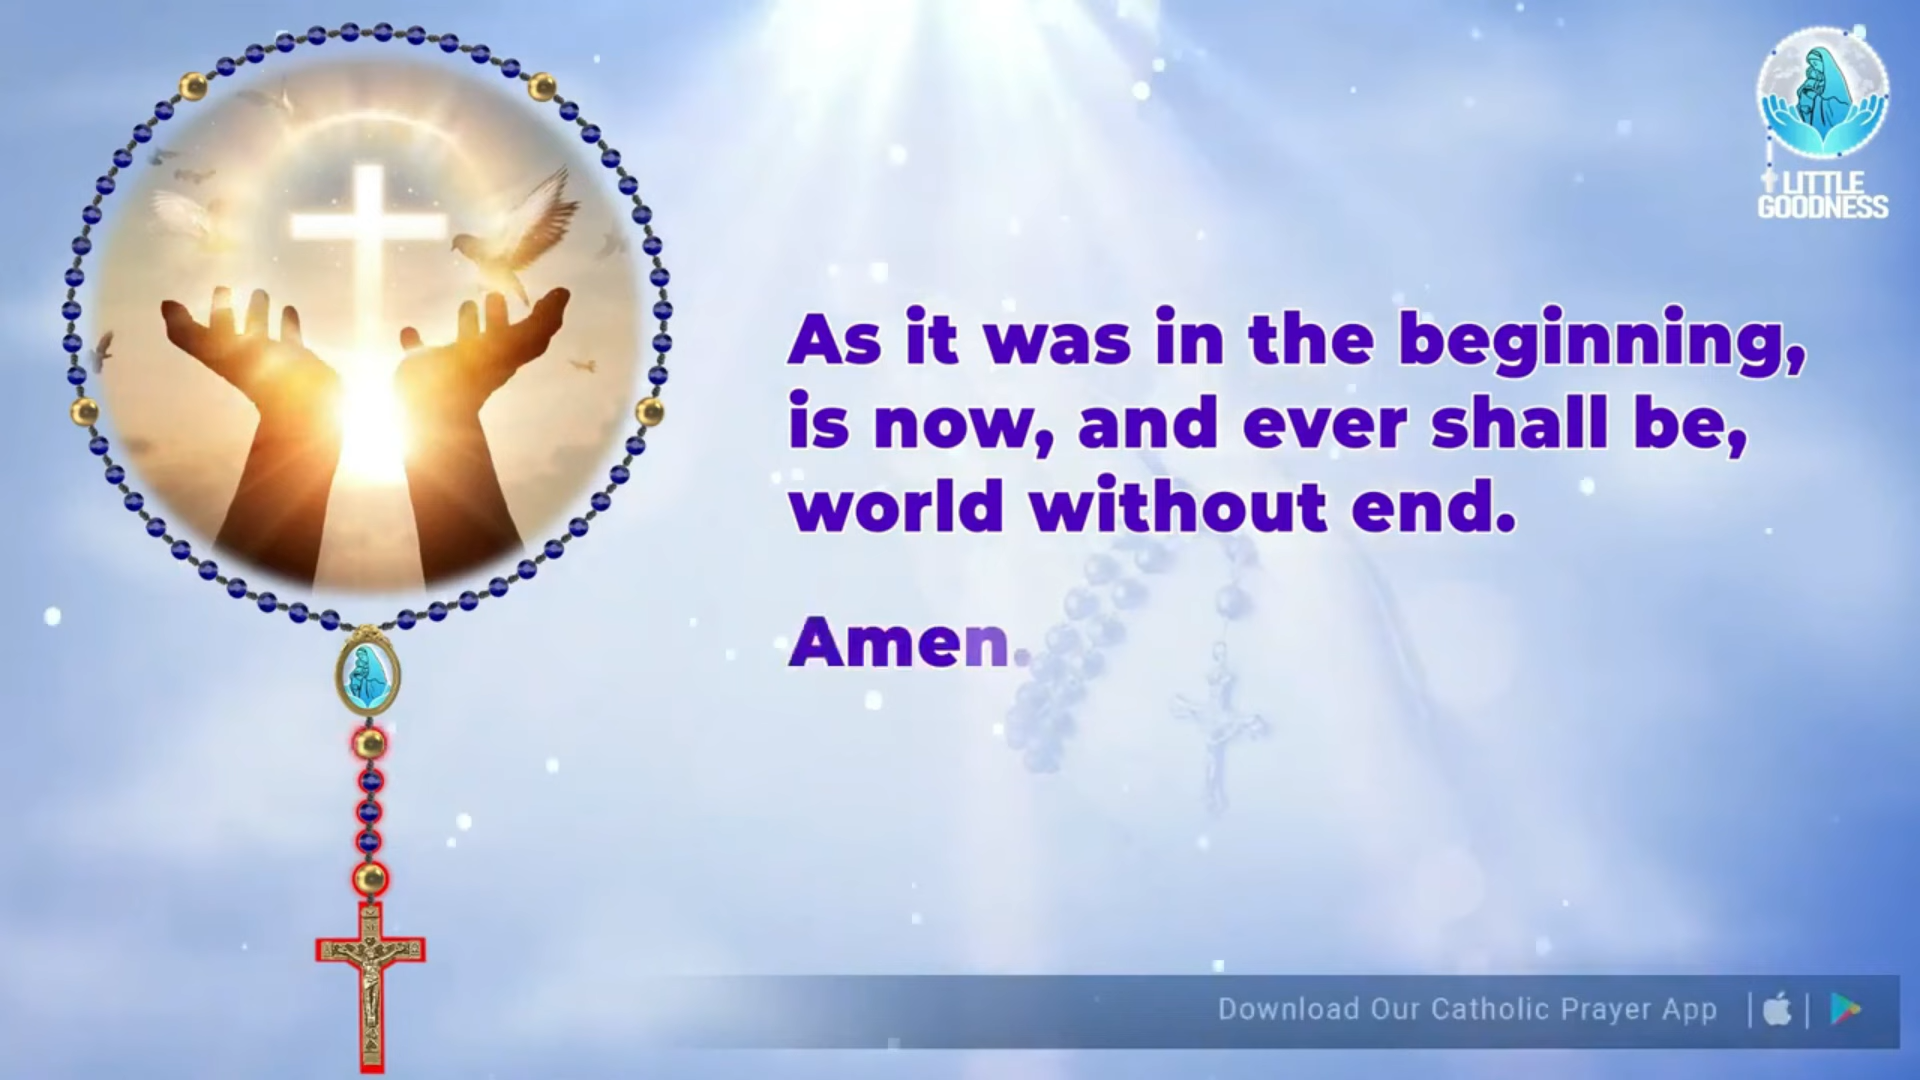 LITTLE
GOODNESS
As it was in the beginning,
is now, and ever shall be,
world without end.
Amen.
Download Our Catholic Prayer App